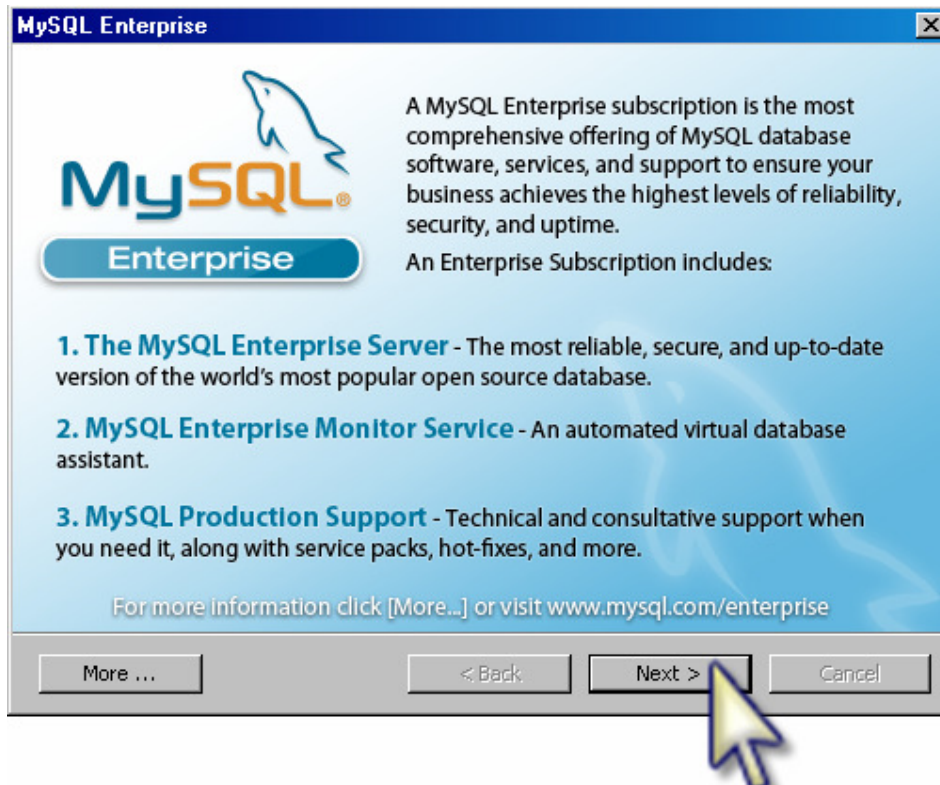 MySQL Enterprise
MySQL®
Enterprise
A MySQL Enterprise subscription is the most
comprehensive offering of MySQL database
software, services, and support to ensure your
business achieves the highest levels of reliability,
security, and uptime.
An Enterprise Subscription includes:
1. The MySQL Enterprise Server - The most reliable, secure, and up-to-date
version of the world's most popular open source database.
2. MySQL Enterprise Monitor Service - An automated virtual database
assistant.
3. MySQL Production Support - Technical and consultative support when
you need it, along with service packs, hot-fixes, and more.
For more information click [More...] or visit www.mysql.com/enterprise
More ...
< Back
Next >
Cancel